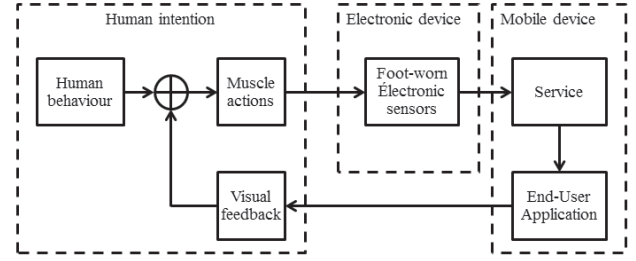 Human intention
Electronic device
Mobile device
Human
behaviour
Muscle
actions
Foot-worn
Électronic
sensors
Service
Visual
feedback
End-User
Application